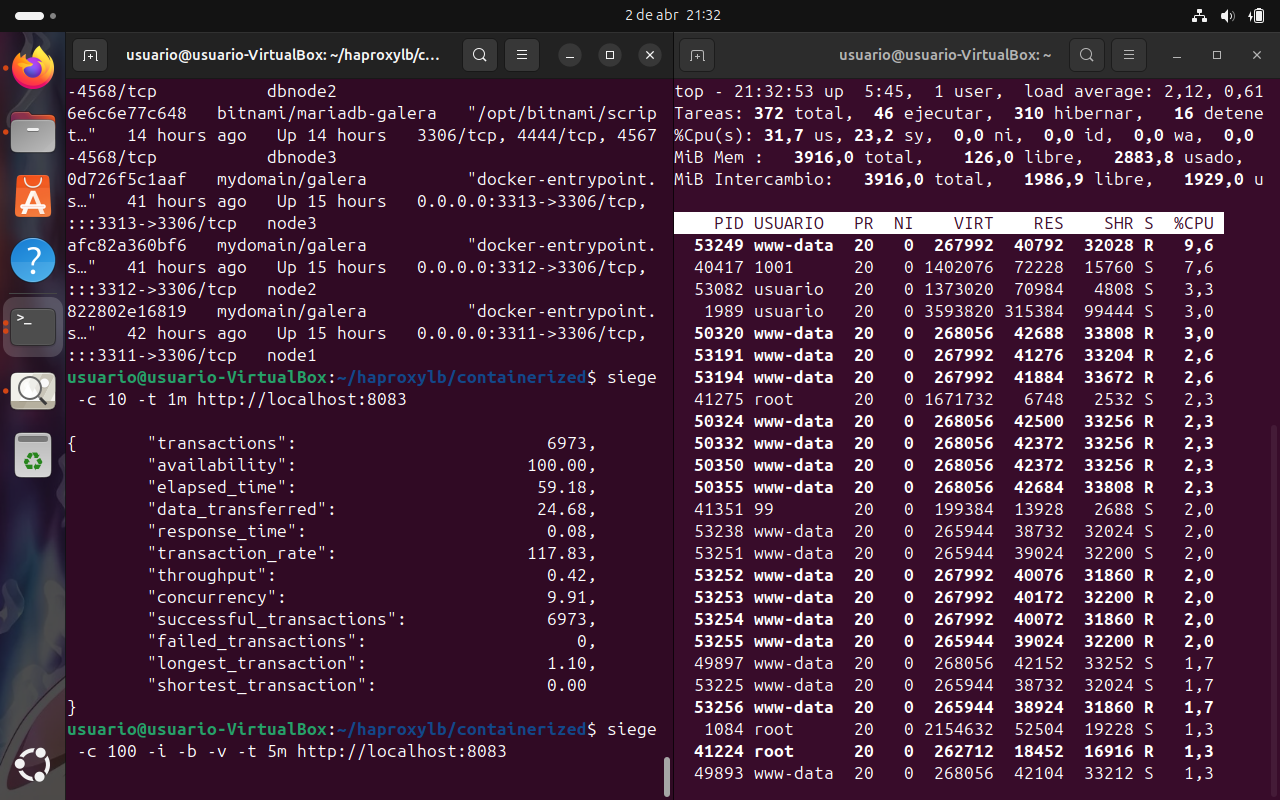 2 de abr 21:32
usuario@usuario-VirtualBox: ~/haproxylb/c...
-4568/tcp dbnode2
6e6c6e77c648 bitnami/mariadb-galera "/opt/bitnami/scrip
t…" 14 hours ago Up 14 hours 3306/tcp, 4444/tcp, 4567
-4568/tcp dbnode3
0d726f5c1aaf mydomain/galera "docker-entrypoint.
s…" 41 hours ago Up 15 hours 0.0.0.0:3313->3306/tcp,
:::3313->3306/tcp node3
afc82a360bf6 mydomain/galera "docker-entrypoint.
s…" 41 hours ago Up 15 hours 0.0.0.0:3312->3306/tcp,
:::3312->3306/tcp node2
822802e16819 mydomain/galera "docker-entrypoint.
s…" 42 hours ago Up 15 hours 0.0.0.0:3311->3306/tcp,
:::3311->3306/tcp node1
usuario@usuario-VirtualBox:~/haproxylb/containerized$ siege
-c 10 -t 1m http://localhost:8083
{ "transactions": 6973,
"availability": 100.00,
"elapsed_time": 59.18,
"data_transferred": 24.68,
"response_time": 0.08,
"transaction_rate": 117.83,
"throughput": 0.42,
"concurrency": 9.91,
"successful_transactions": 6973,
"failed_transactions": 0,
"longest_transaction": 1.10,
"shortest_transaction": 0.00
}
usuario@usuario-VirtualBox:~/haproxylb/containerized$ siege
-c 100 -i -b -v -t 5m http://localhost:8083
usuario@usuario-VirtualBox: ~
top - 21:32:53 up 5:45, 1 user, load average: 2,12, 0,61
Tareas: 372 total, 46 ejecutar, 310 hibernar, 16 detene
%Cpu(s): 31,7 us, 23,2 sy, 0,0 ni, 0,0 id, 0,0 wa, 0,0
MiB Mem : 3916,0 total, 126,0 libre, 2883,8 usado,
MiB Intercambio: 3916,0 total, 1986,9 libre, 1929,0 u
PID USUARIO PR NI VIRT RES SHR S %CPU
53249 www-data 20 0 267992 40792 32028 R 9,6
40417 1001 20 0 1402076 72228 15760 S 7,6
53082 usuario 20 0 1373020 70984 4808 S 3,3
1989 usuario 20 0 3593820 315384 99444 S 3,0
50320 www-data 20 0 268056 42688 33808 R 3,0
53191 www-data 20 0 267992 41276 33204 R 2,6
53194 www-data 20 0 267992 41884 33672 R 2,6
41275 root 20 0 1671732 6748 2532 S 2,3
50324 www-data 20 0 268056 42500 33256 R 2,3
50332 www-data 20 0 268056 42372 33256 R 2,3
50350 www-data 20 0 268056 42372 33256 R 2,3
50355 www-data 20 0 268056 42684 33808 R 2,3
41351 99 20 0 199384 13928 2688 S 2,0
53238 www-data 20 0 265944 38732 32024 S 2,0
53251 www-data 20 0 265944 39024 32200 S 2,0
53252 www-data 20 0 267992 40076 31860 R 2,0
53253 www-data 20 0 267992 40172 32200 R 2,0
53254 www-data 20 0 267992 40072 31860 R 2,0
53255 www-data 20 0 265944 39024 32200 R 2,0
49897 www-data 20 0 268056 42152 33252 S 1,7
53225 www-data 20 0 265944 38732 32024 S 1,7
53256 www-data 20 0 265944 38924 31860 R 1,7
1084 root 20 0 2154632 52504 19228 S 1,3
41224 root 20 0 262712 18452 16916 R 1,3
49893 www-data 20 0 268056 42104 33212 S 1,3